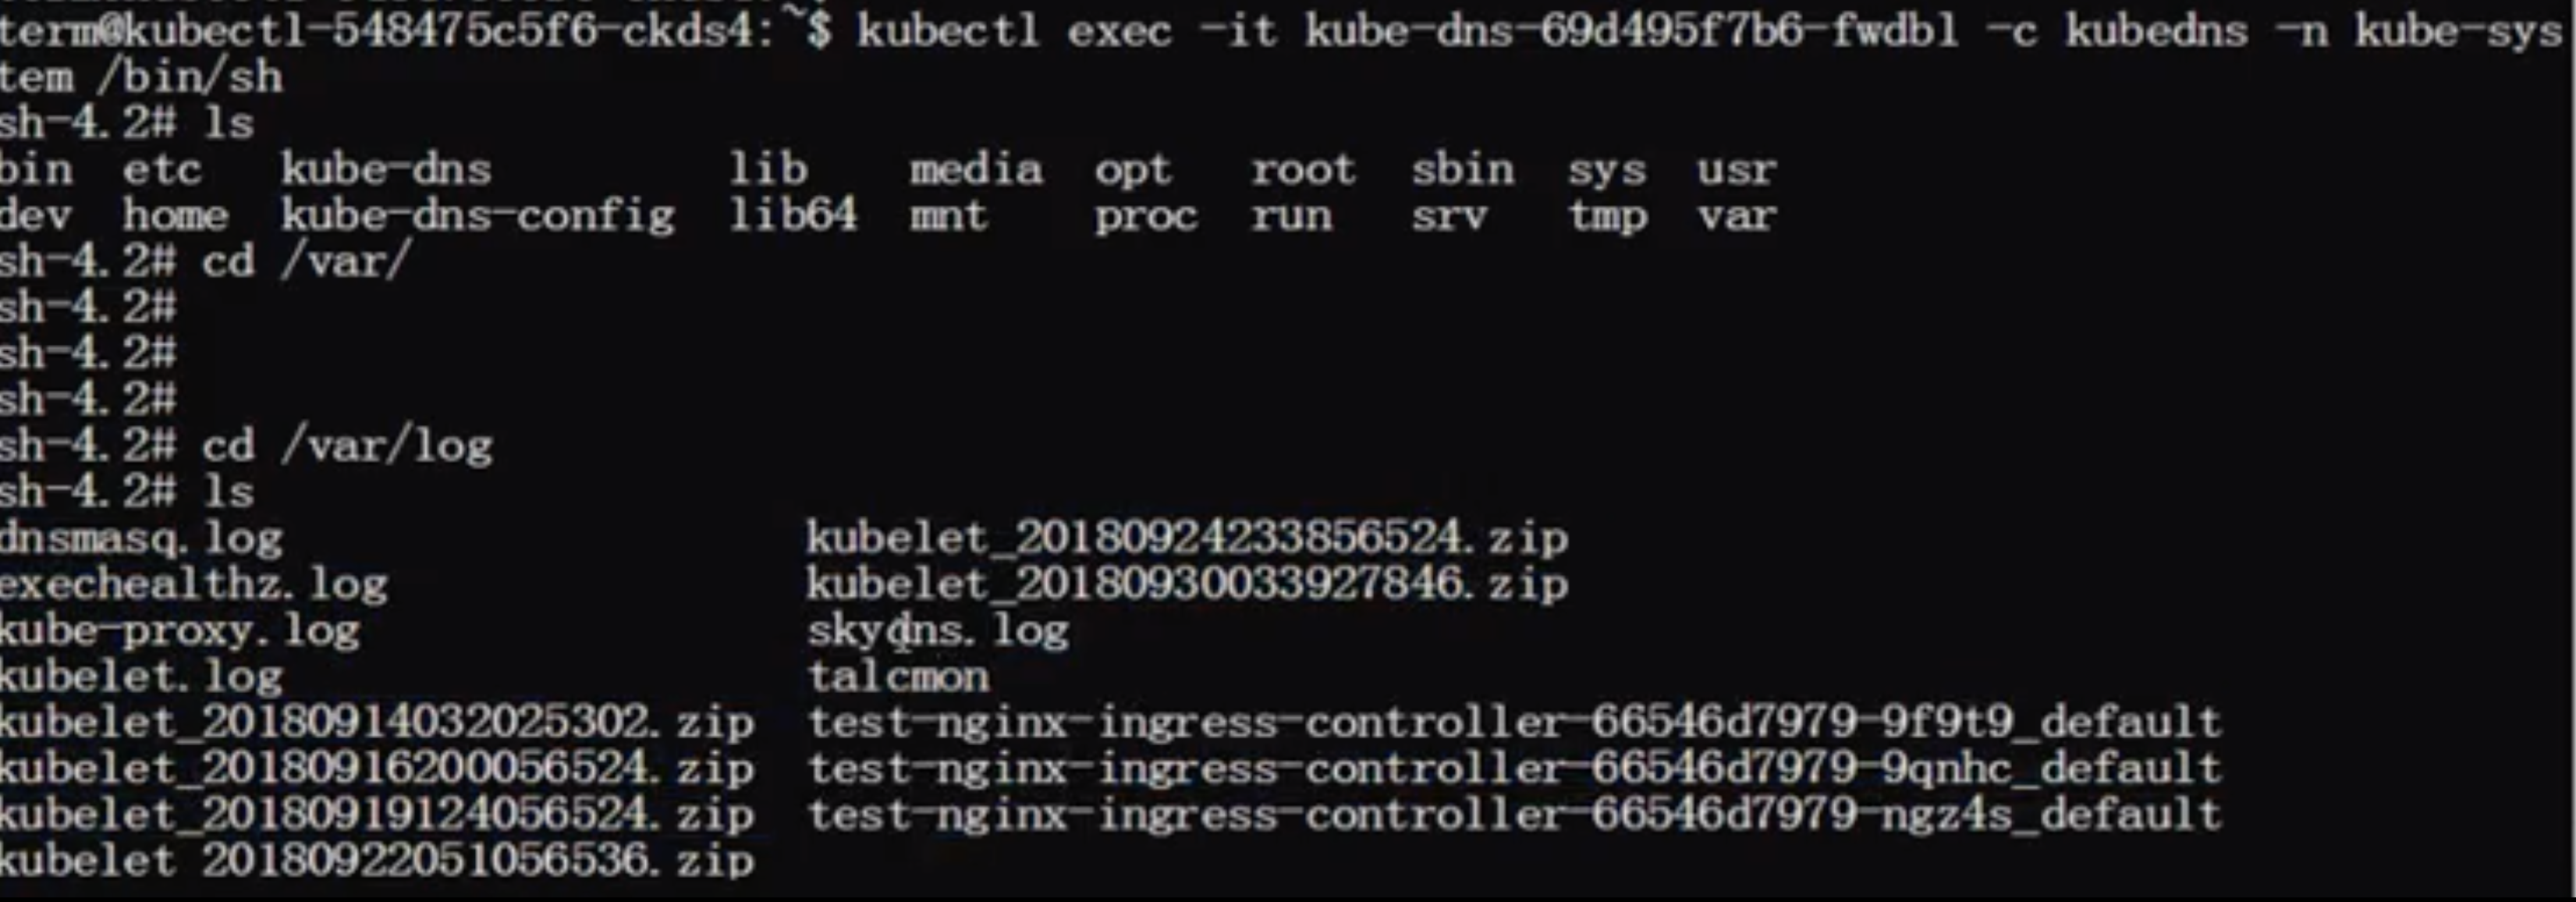 term@kubectl-548475c5f6-ckds4:~$ kubectl exec -it kube-dns-69d495f7b6-fwdbl -c kubedns -n kube-sys
tem /bin/sh
sh-4.2# ls
bin  etc   kube-dns         lib    media  opt   root  sbin  sys  usr
dev  home  kube-dns-config  lib64  mnt    proc  run   srv   tmp  var
sh-4.2# cd /var/
sh-4.2#
sh-4.2#
sh-4.2#
sh-4.2# cd /var/log
sh-4.2# ls
dnsmasq.log                    kubelet_20180924233856524.zip
exechealthz.log                kubelet_20180930033927846.zip
kube-proxy.log                 skydns.log
kubelet.log                    talcmon
kubelet_20180914032025302.zip  test-nginx-ingress-controller-66546d7979-9f9t9_default
kubelet_20180916200056524.zip  test-nginx-ingress-controller-66546d7979-9qnhc_default
kubelet_20180919124056524.zip  test-nginx-ingress-controller-66546d7979-ngz4s_default
kubelet 20180922051056536.zip